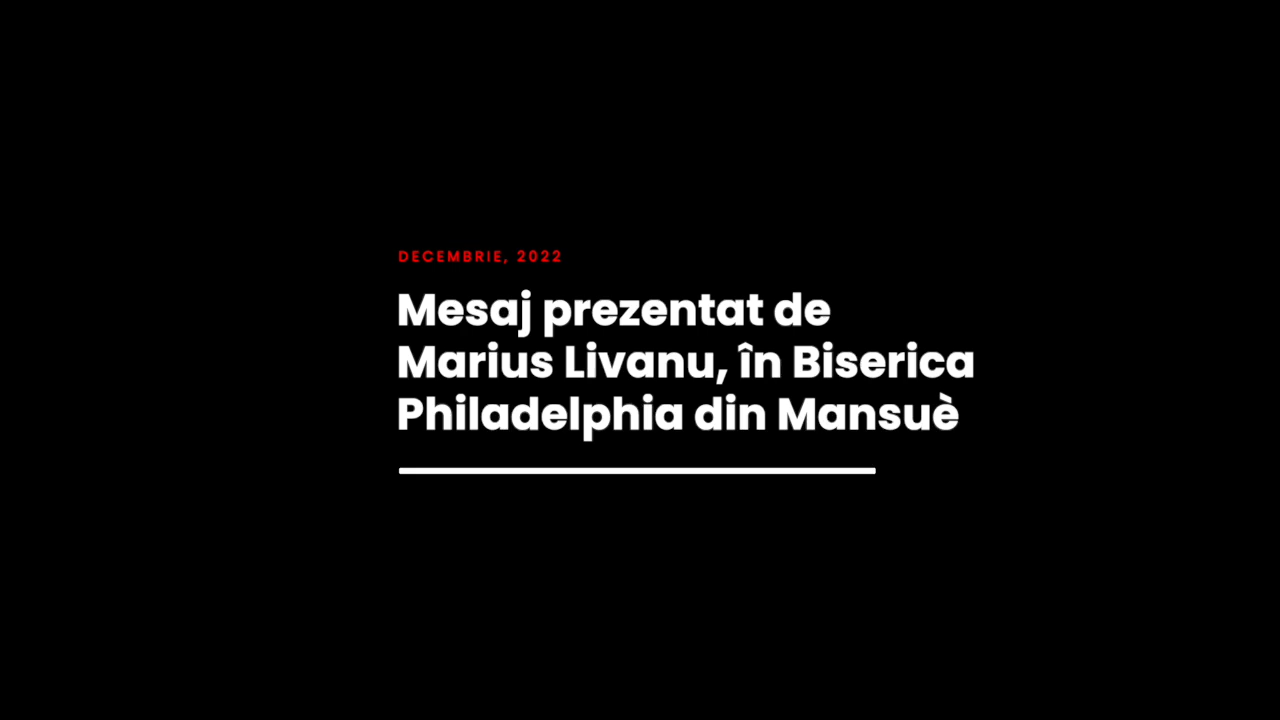 DECEMBRIE, 2022
Mesaj prezentat de
Marius Livanu, în Biserica
Philadelphia din Mansuè